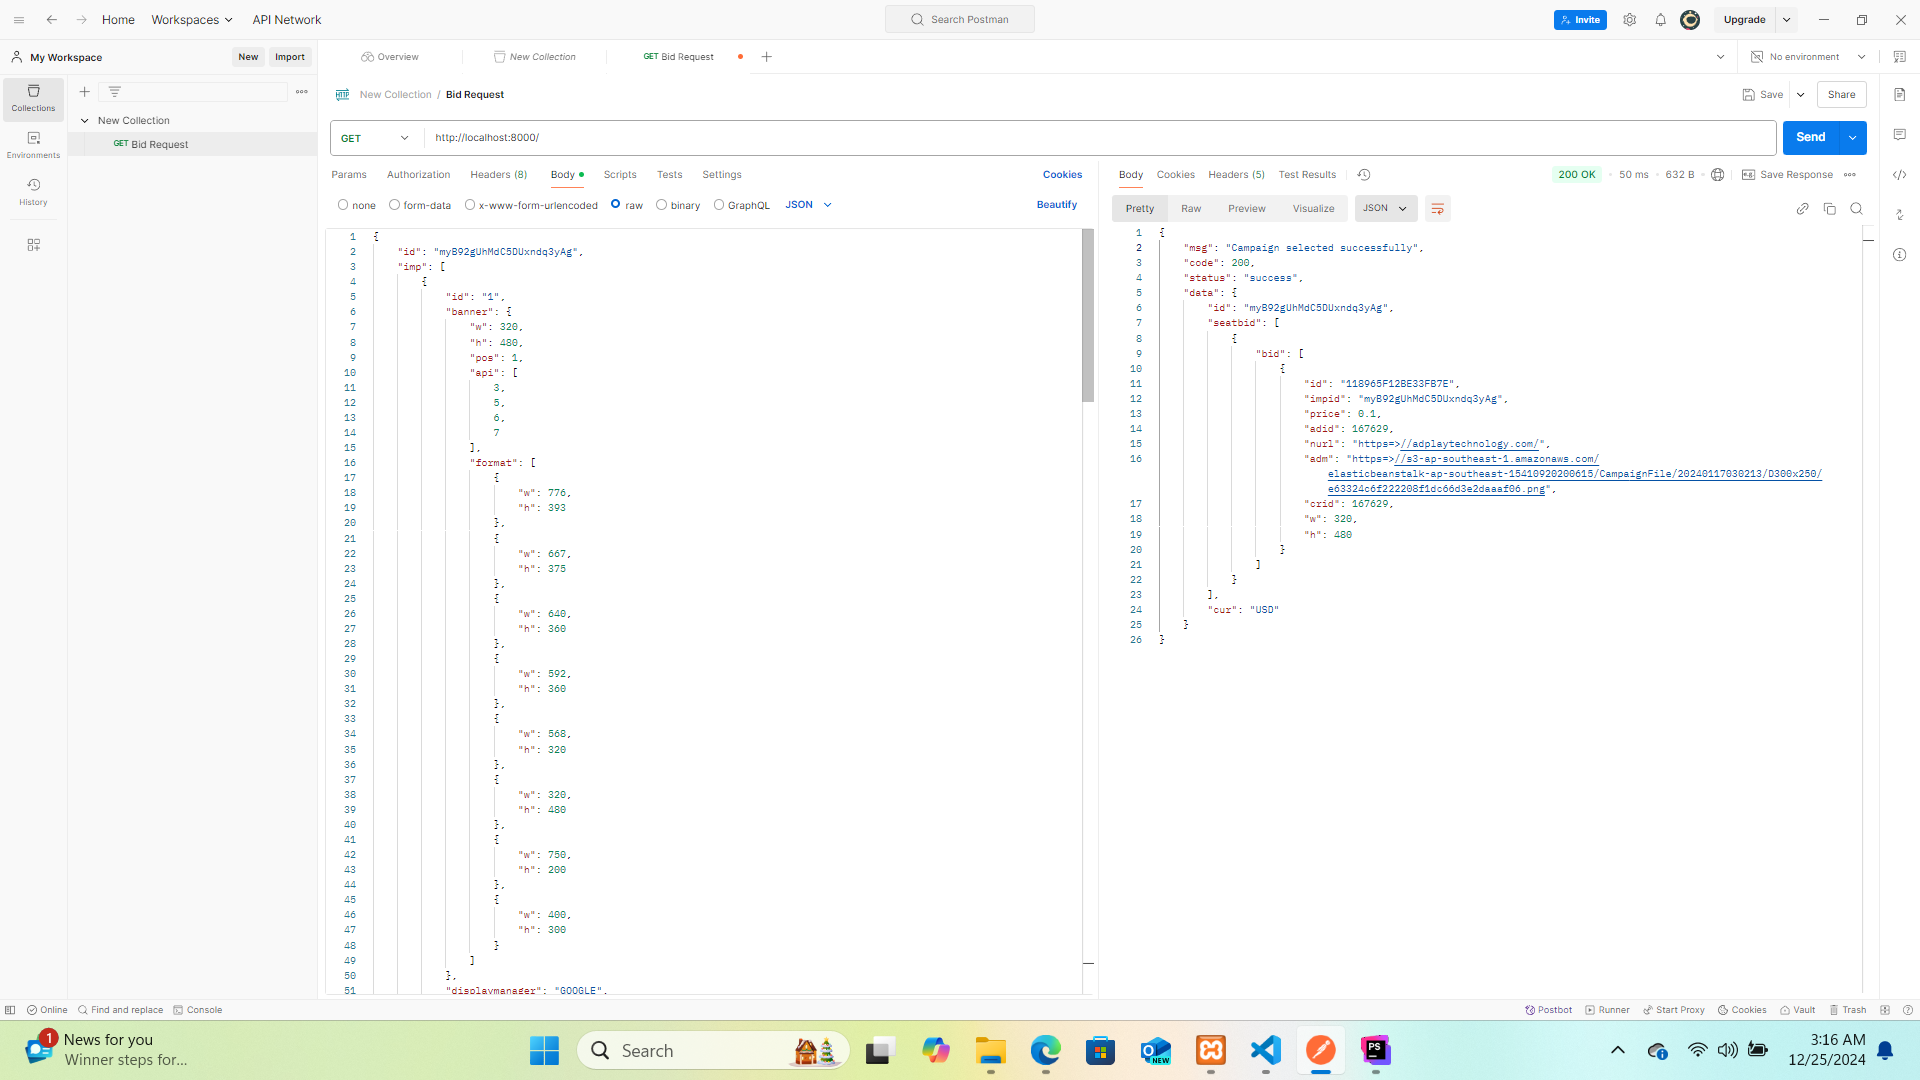 Home Workspaces API Network Search Postman Invite Upgrade
My Workspace New Import Overview New Collection GET Bid Request No environment
Collections
Environments
History
New Collection
GET Bid Request
HTTP New Collection / Bid Request Save Share
GET http://localhost:8000/ Send
Params Authorization Headers (8) Body Scripts Tests Settings Cookies
none form-data x-www-form-urlencoded raw binary GraphQL JSON Beautify
1 {
2 "id": "myB92gUhMdC5DUxndq3yAg",
3 "imp": [
4 {
5 "id": "1",
6 "banner": {
7 "w": 320,
8 "h": 480,
9 "pos": 1,
10 "api": [
11 3,
12 5,
13 6,
14 7
15 ],
16 "format": [
17 {
18 "w": 776,
19 "h": 393
20 },
21 {
22 "w": 667,
23 "h": 375
24 },
25 {
26 "w": 640,
27 "h": 360
28 },
29 {
30 "w": 592,
31 "h": 360
32 },
33 {
34 "w": 568,
35 "h": 320
36 },
37 {
38 "w": 320,
39 "h": 480
40 },
41 {
42 "w": 750,
43 "h": 200
44 },
45 {
46 "w": 400,
47 "h": 300
48 }
49 ]
50 },
51 "displaymanager": "GOOGLE",
Body Cookies Headers (5) Test Results 200 OK 50 ms 632 B Save Response
Pretty Raw Preview Visualize JSON
1 {
2 "msg": "Campaign selected successfully",
3 "code": 200,
4 "status": "success",
5 "data": {
6 "id": "myB92gUhMdC5DUxndq3yAg",
7 "seatbid": [
8 {
9 "bid": [
10 {
11 "id": "118965F12BE33FB7E",
12 "impid": "myB92gUhMdC5DUxndq3yAg",
13 "price": 0.1,
14 "adid": 167629,
15 "nurl": "https=>//adplaytechnology.com/",
16 "adm": "https=>//s3-ap-southeast-1.amazonaws.com/
elasticbeanstalk-ap-southeast-15410920200615/CampaignFile/20240117030213/D300x250/
e63324c6f222208f1dc66d3e2daaaf06.png",
17 "crid": 167629,
18 "w": 320,
19 "h": 480
20 }
21 ]
22 }
23 ],
24 "cur": "USD"
25 }
26 }
Online Find and replace Console Postbot Runner Start Proxy Cookies Vault Trash
1 News for you
Winner steps for...
Search
NEW
PS
3:16 AM
12/25/2024